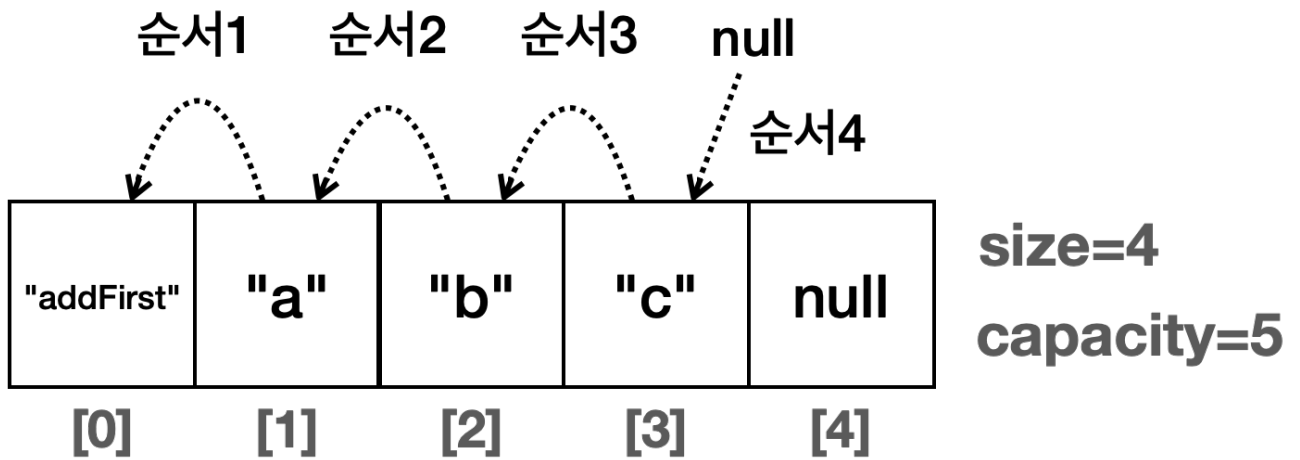 순서1 순서2 순서3 null
순서4
"addFirst" "a" "b" "c" null
size=4
capacity=5
[0] [1] [2] [3] [4]